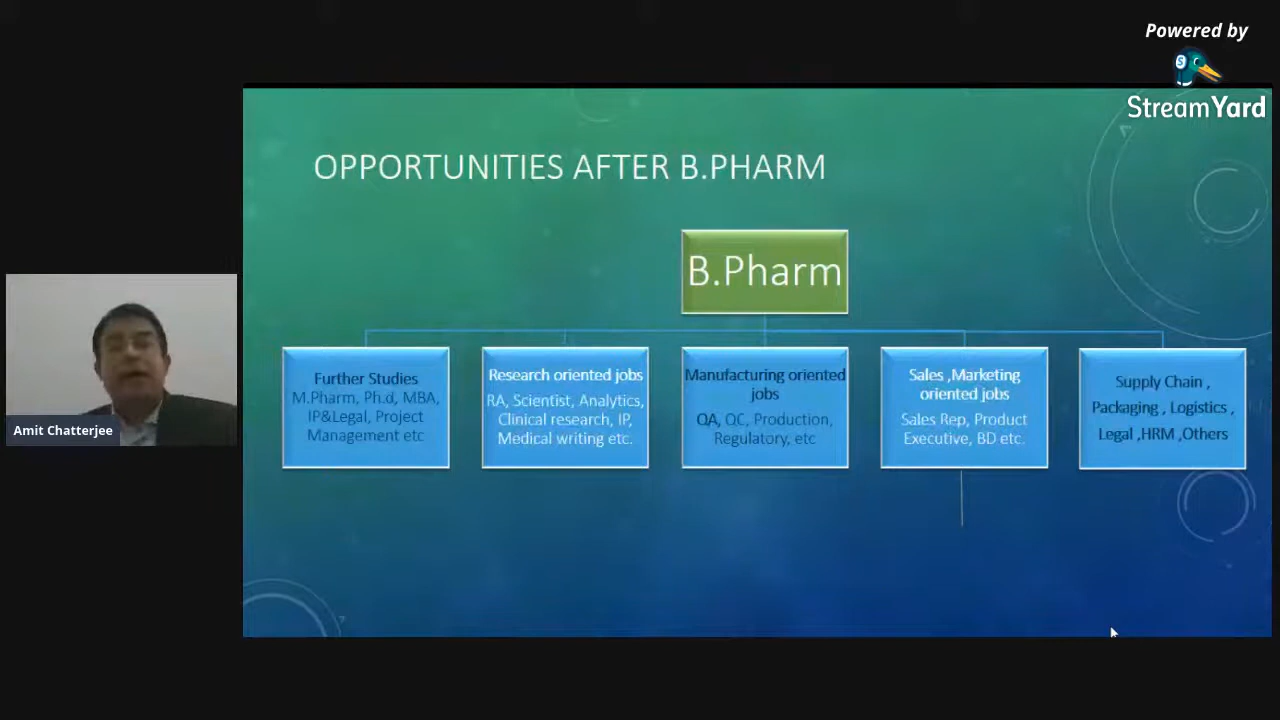 Powered by
StreamYard
OPPORTUNITIES AFTER B.PHARM
B.Pharm
Further Studies
M.Pharm, Ph.d, MBA,
IP&Legal, Project
Management etc
Research oriented jobs
RA, Scientist, Analytics,
Clinical research, IP,
Medical writing etc.
Manufacturing oriented
jobs
QA, QC, Production,
Regulatory, etc
Sales ,Marketing
oriented jobs
Sales Rep, Product
Executive, BD etc.
Supply Chain ,
Packaging , Logistics ,
Legal ,HRM ,Others
Amit Chatterjee